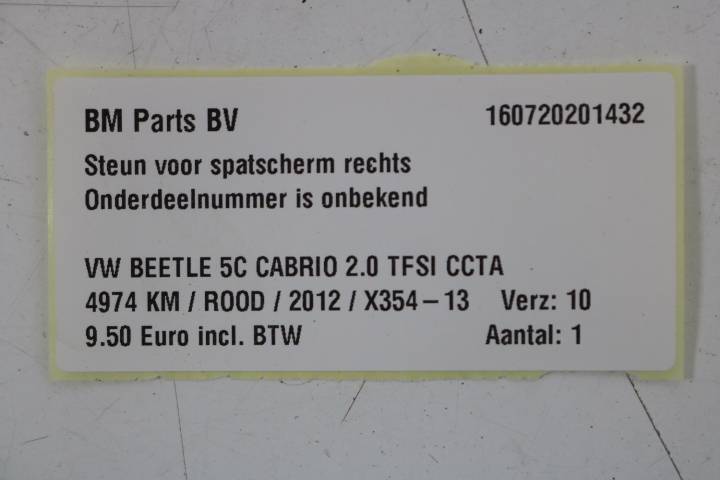 BM Parts BV 160720201432
Steun voor spatscherm rechts
Onderdeelnummer is onbekend
VW BEETLE 5C CABRIO 2.0 TFSI CCTA
4974 KM / ROOD / 2012 / X354-13 Verz: 10
9.50 Euro incl. BTW Aantal: 1